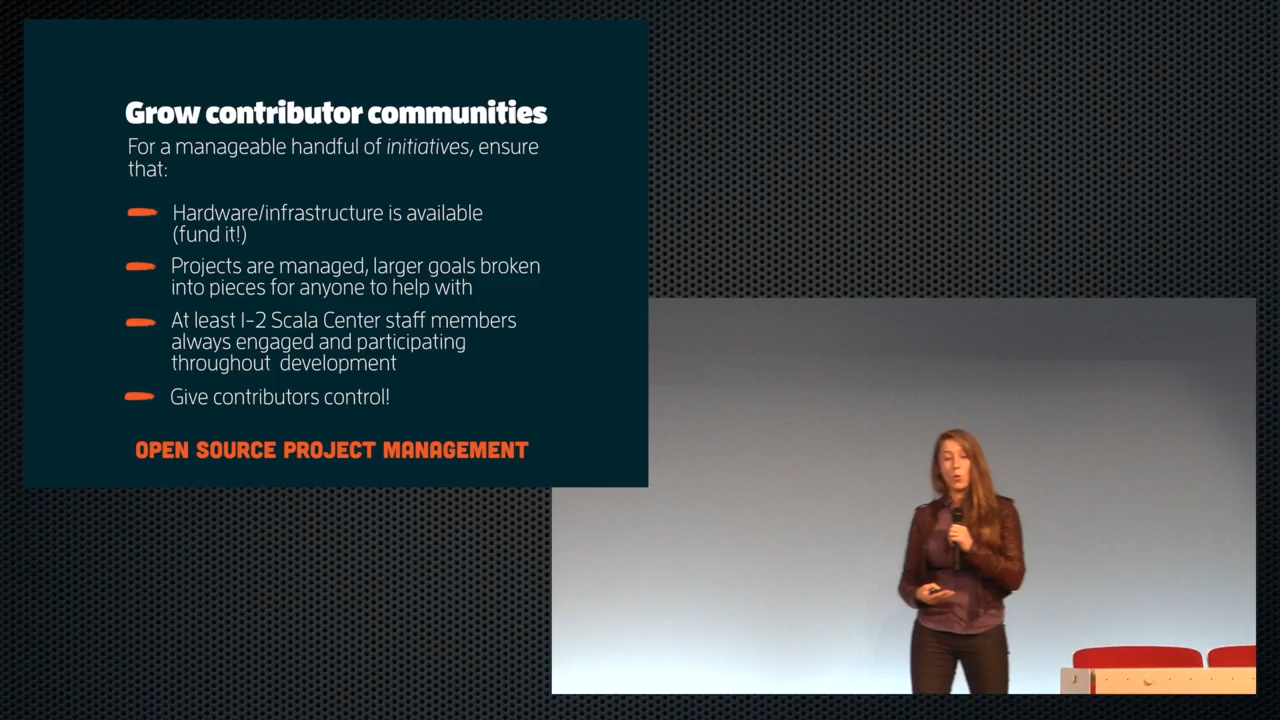 Grow contributor communities
For a manageable handful of initiatives, ensure
that:
Hardware/infrastructure is available
(fund it!)
Projects are managed, larger goals broken
into pieces for anyone to help with
At least 1-2 Scala Center staff members
always engaged and participating
throughout development
Give contributors control!
OPEN SOURCE PROJECT MANAGEMENT